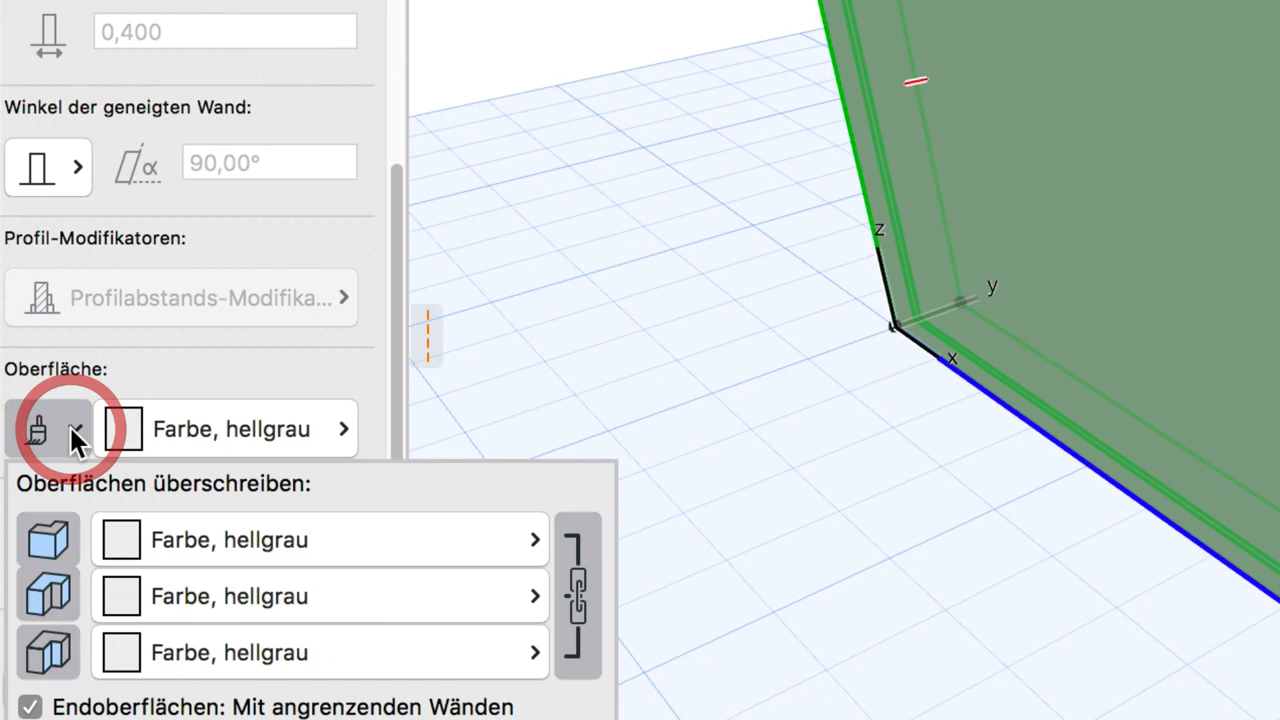 0,400
Winkel der geneigten Wand:
α 90,00°
Profil-Modifikatoren:
Profilabstands-Modifika...
Oberfläche:
Farbe, hellgrau
Oberflächen überschreiben:
Farbe, hellgrau
Farbe, hellgrau
Farbe, hellgrau
Endoberflächen: Mit angrenzenden Wänden
z
y
x